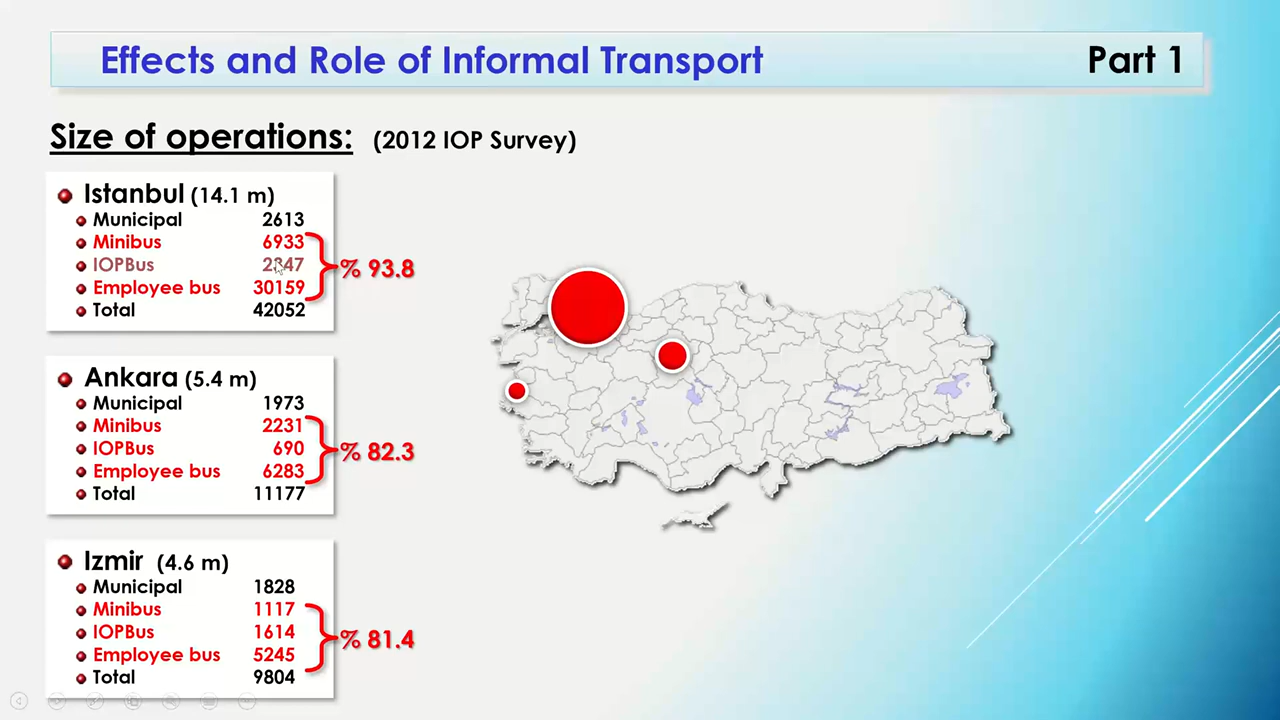 Effects and Role of Informal Transport
Part 1
Size of operations: (2012 IOP Survey)
Istanbul (14.1 m)
Municipal 2613
Minibus 6933
IOPBus 2347
Employee bus 30159
Total 42052
% 93.8
Ankara (5.4 m)
Municipal 1973
Minibus 2231
IOPBus 690
Employee bus 6283
Total 11177
% 82.3
Izmir (4.6 m)
Municipal 1828
Minibus 1117
IOPBus 1614
Employee bus 5245
Total 9804
% 81.4